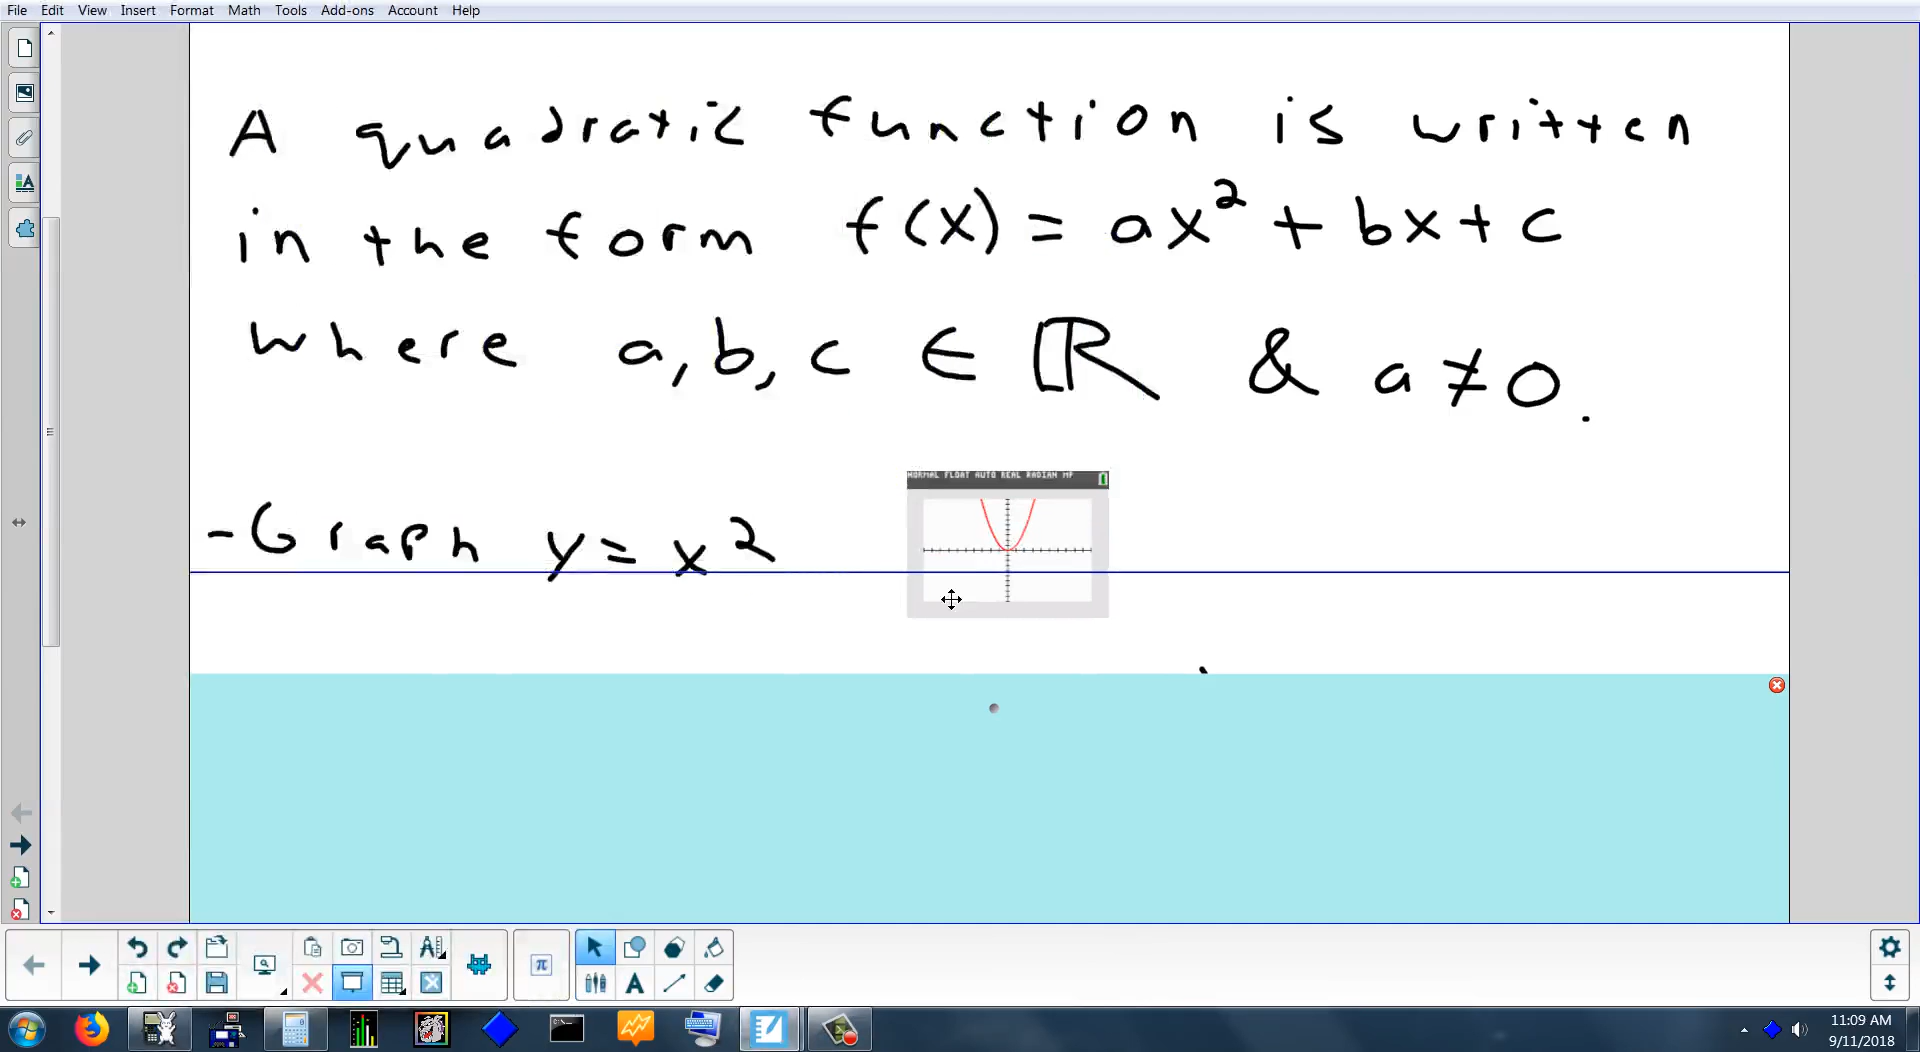 File Edit View Insert Format Math Tools Add-ons Account Help
A quadratic function is written
in the form f(x) = ax² + bx + c
where a, b, c ∈ ℝ & a ≠ 0.
NORMAL FLOAT AUTO REAL RADIAN MP
- Graph y = x²
π
A
11:09 AM
9/11/2018